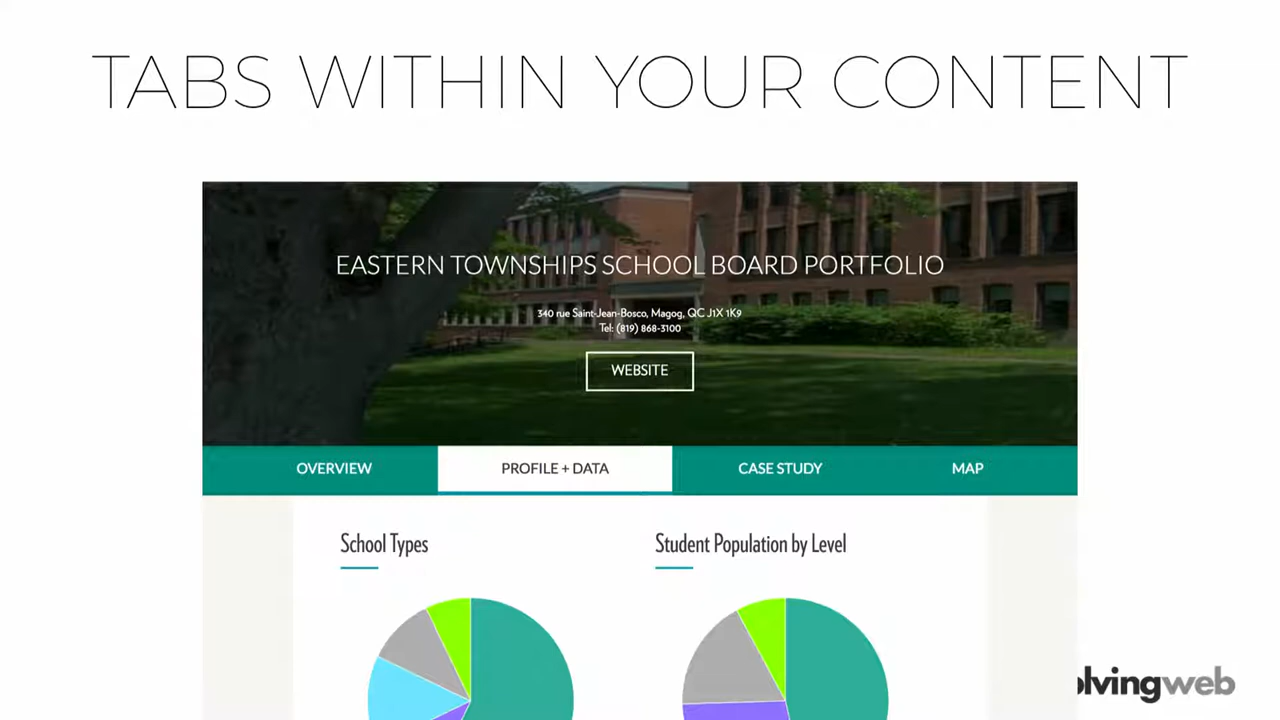 TABS WITHIN YOUR CONTENT
EASTERN TOWNSHIPS SCHOOL BOARD PORTFOLIO
340 rue Saint-Jean-Bosco, Magog, QC J1X 1K9
Tel: (819) 868-3100
WEBSITE
OVERVIEW PROFILE + DATA CASE STUDY MAP
School Types Student Population by Level
lvingweb